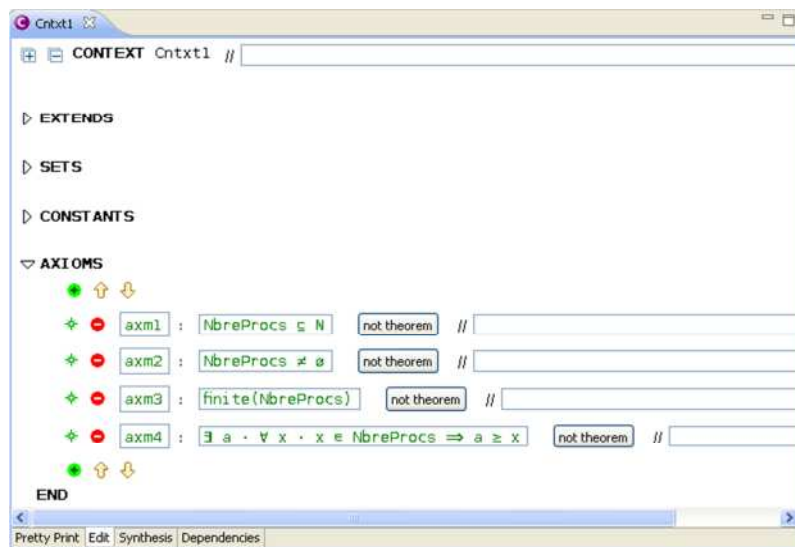 Cntxt1
CONTEXT Cntxt1 //
EXTENDS
SETS
CONSTANTS
AXIOMS
axm1 : NbreProcs ⊆ N not theorem //
axm2 : NbreProcs ≠ ∅ not theorem //
axm3 : finite(NbreProcs) not theorem //
axm4 : ∃ a · ∀ x · x ∈ NbreProcs ⇒ a ≥ x not theorem //
END
Pretty Print Edit Synthesis Dependencies